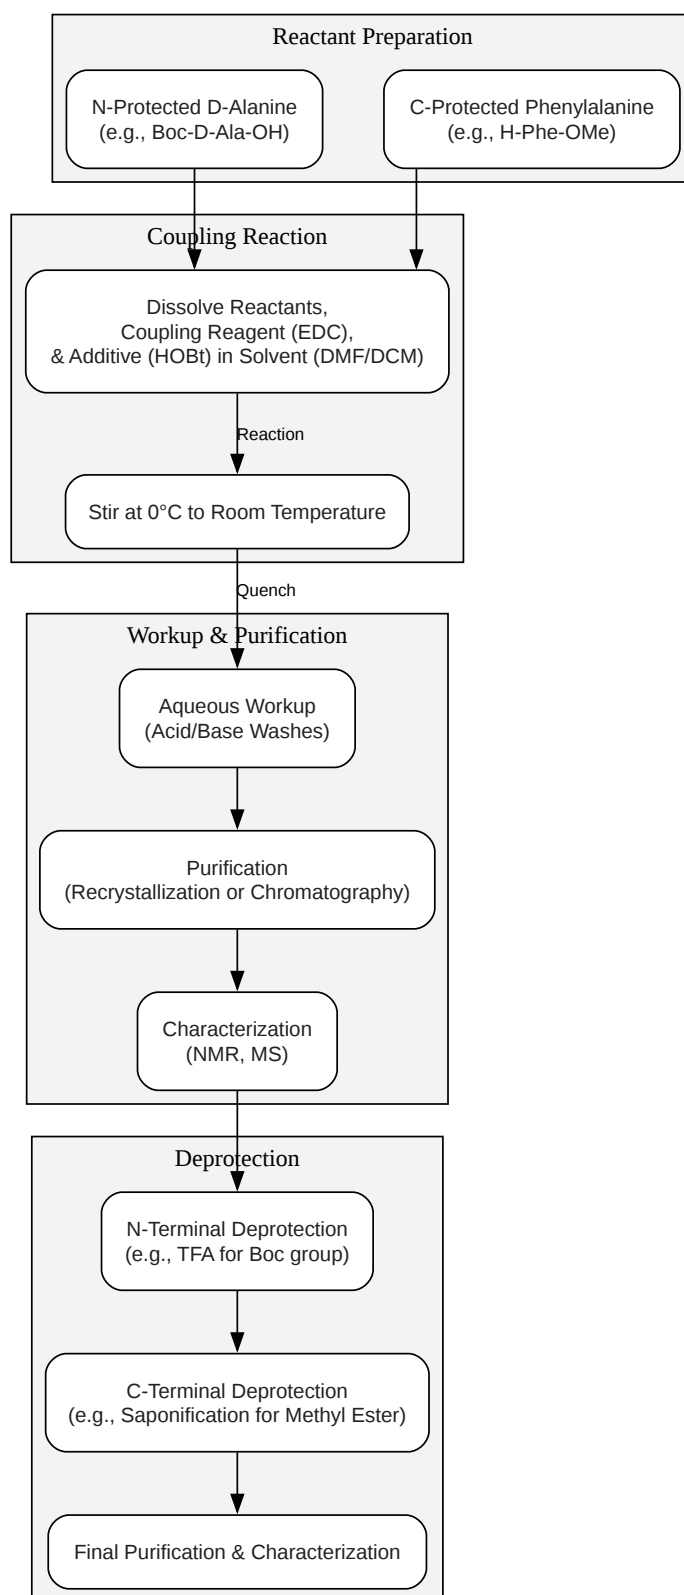 Reactant Preparation
N-Protected D-Alanine
(e.g., Boc-D-Ala-OH)
C-Protected Phenylalanine
(e.g., H-Phe-OMe)
Coupling Reaction
Dissolve Reactants,
Coupling Reagent (EDC),
& Additive (HOBt) in Solvent (DMF/DCM)
Reaction
Stir at 0°C to Room Temperature
Quench
Workup & Purification
Aqueous Workup
(Acid/Base Washes)
Purification
(Recrystallization or Chromatography)
Characterization
(NMR, MS)
Deprotection
N-Terminal Deprotection
(e.g., TFA for Boc group)
C-Terminal Deprotection
(e.g., Saponification for Methyl Ester)
Final Purification & Characterization